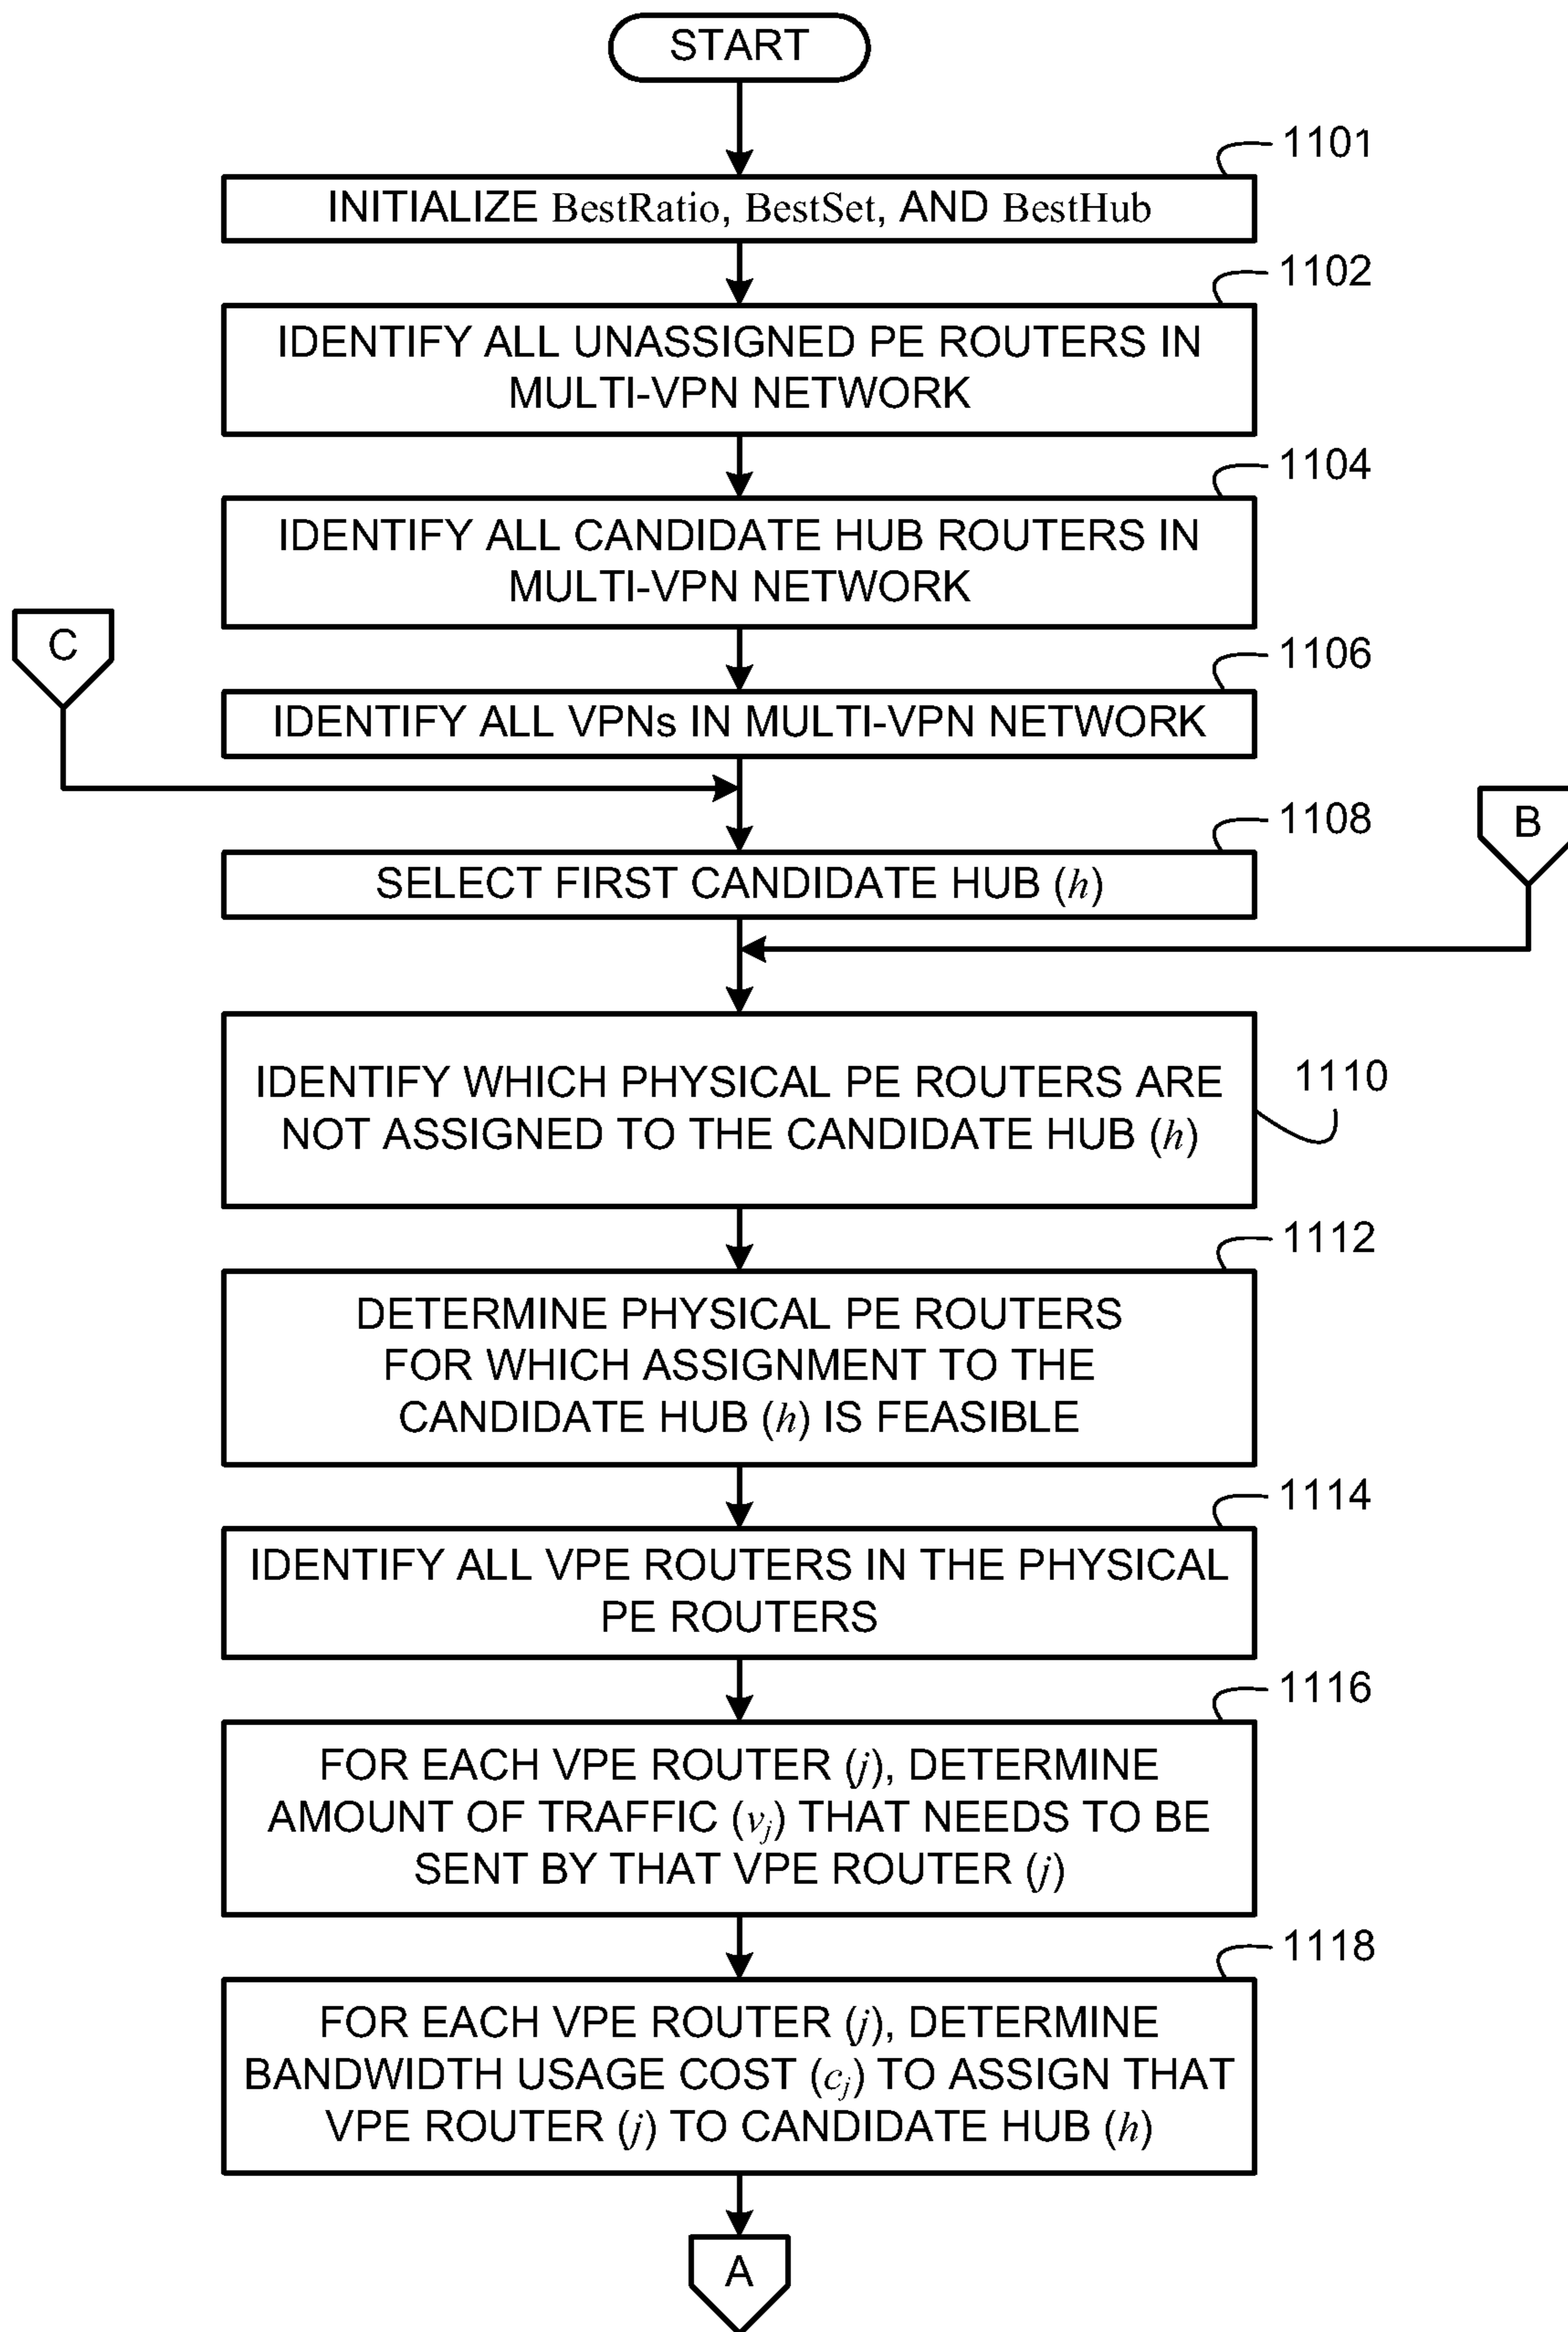 START
1101
INITIALIZE BestRatio, BestSet, AND BestHub
1102
IDENTIFY ALL UNASSIGNED PE ROUTERS IN
MULTI-VPN NETWORK
1104
IDENTIFY ALL CANDIDATE HUB ROUTERS IN
MULTI-VPN NETWORK
C
1106
IDENTIFY ALL VPNs IN MULTI-VPN NETWORK
1108
B
SELECT FIRST CANDIDATE HUB (h)
IDENTIFY WHICH PHYSICAL PE ROUTERS ARE
NOT ASSIGNED TO THE CANDIDATE HUB (h)
1110
1112
DETERMINE PHYSICAL PE ROUTERS
FOR WHICH ASSIGNMENT TO THE
CANDIDATE HUB (h) IS FEASIBLE
1114
IDENTIFY ALL VPE ROUTERS IN THE PHYSICAL
PE ROUTERS
1116
FOR EACH VPE ROUTER (j), DETERMINE
AMOUNT OF TRAFFIC (vj) THAT NEEDS TO BE
SENT BY THAT VPE ROUTER (j)
1118
FOR EACH VPE ROUTER (j), DETERMINE
BANDWIDTH USAGE COST (cj) TO ASSIGN THAT
VPE ROUTER (j) TO CANDIDATE HUB (h)
A